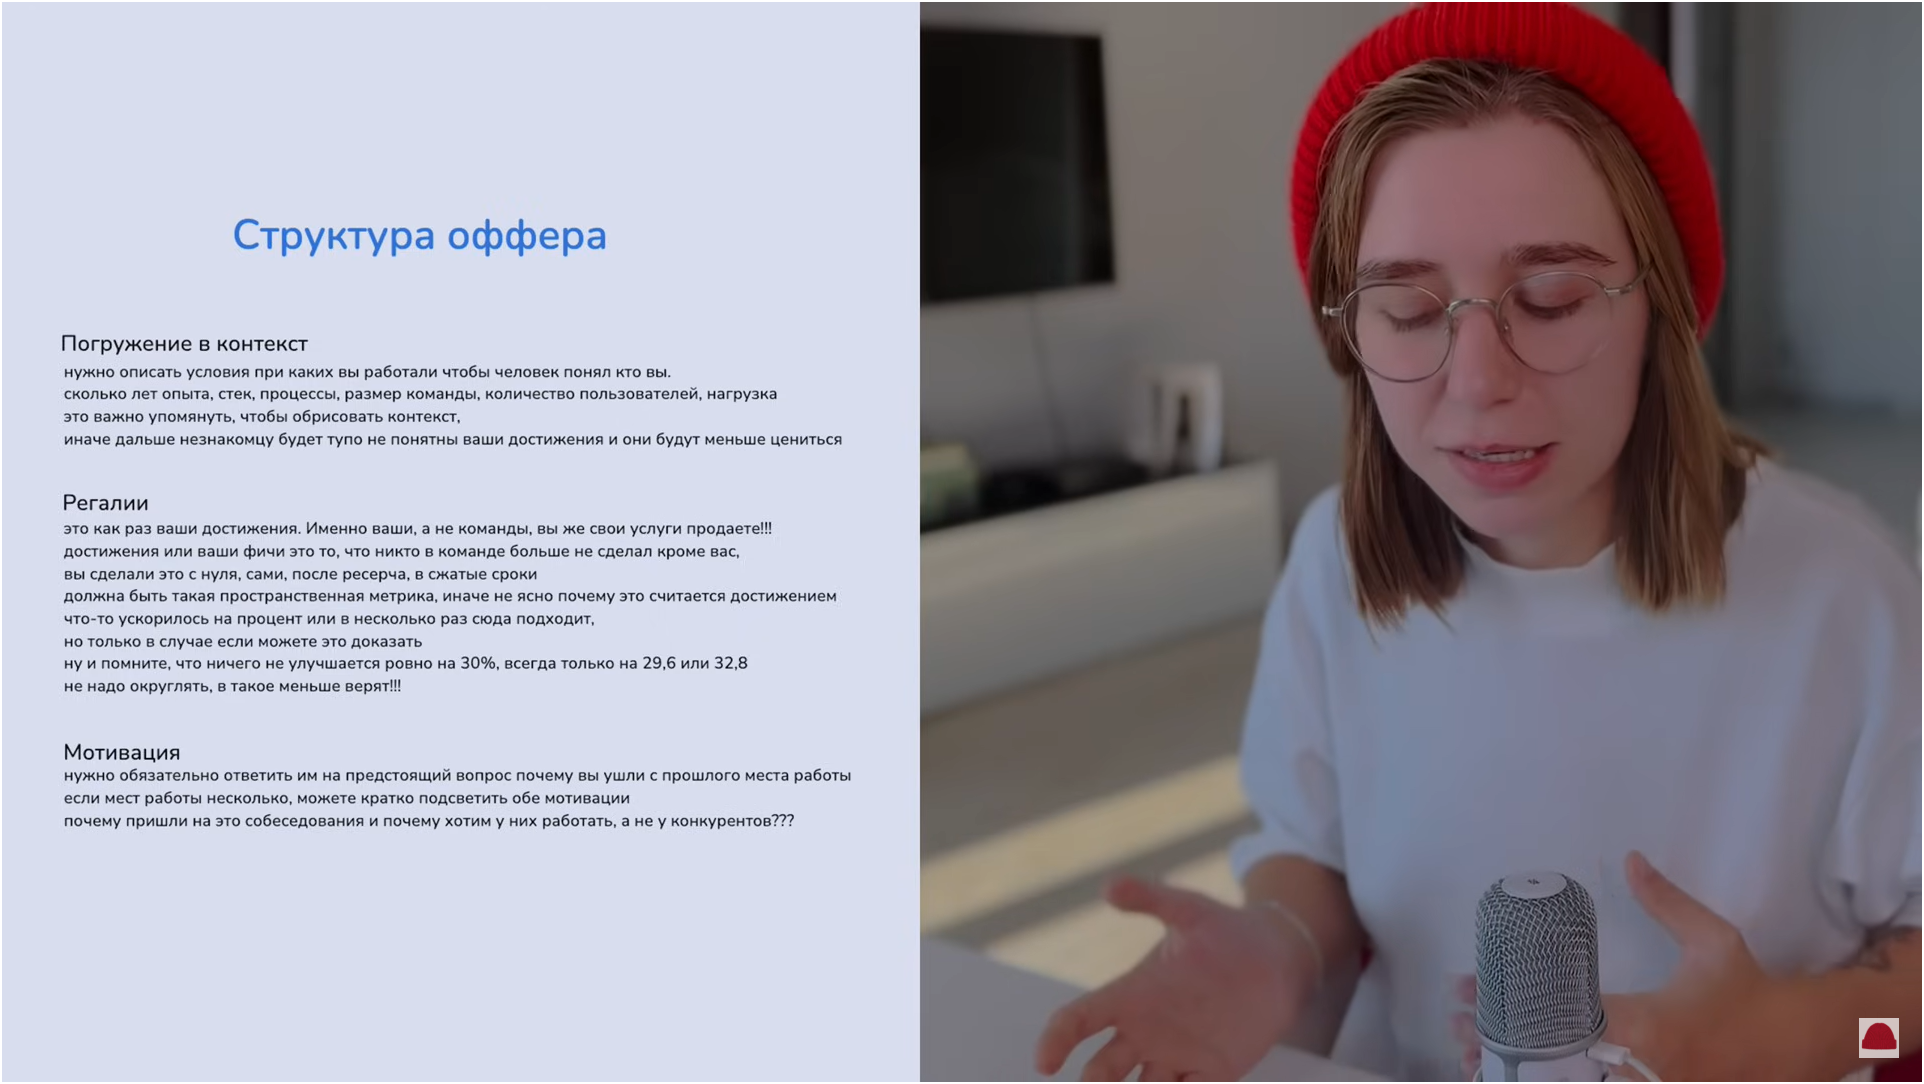 Структура оффера
Погружение в контекст
нужно описать условия при каких вы работали чтобы человек понял кто вы.
сколько лет опыта, стек, процессы, размер команды, количество пользователей, нагрузка
это важно упомянуть, чтобы обрисовать контекст,
иначе дальше незнакомцу будет тупо не понятны ваши достижения и они будут меньше цениться
Регалии
это как раз ваши достижения. Именно ваши, а не команды, вы же свои услуги продаете!!!
достижения или ваши фичи это то, что никто в команде больше не сделал кроме вас,
вы сделали это с нуля, сами, после ресерча, в сжатые сроки
должна быть такая пространственная метрика, иначе не ясно почему это считается достижением
что-то ускорилось на процент или в несколько раз сюда подходит,
но только в случае если можете это доказать
ну и помните, что ничего не улучшается ровно на 30%, всегда только на 29,6 или 32,8
не надо округлять, в такое меньше верят!!!
Мотивация
нужно обязательно ответить им на предстоящий вопрос почему вы ушли с прошлого места работы
если мест работы несколько, можете кратко подсветить обе мотивации
почему пришли на это собеседования и почему хотим у них работать, а не у конкурентов???